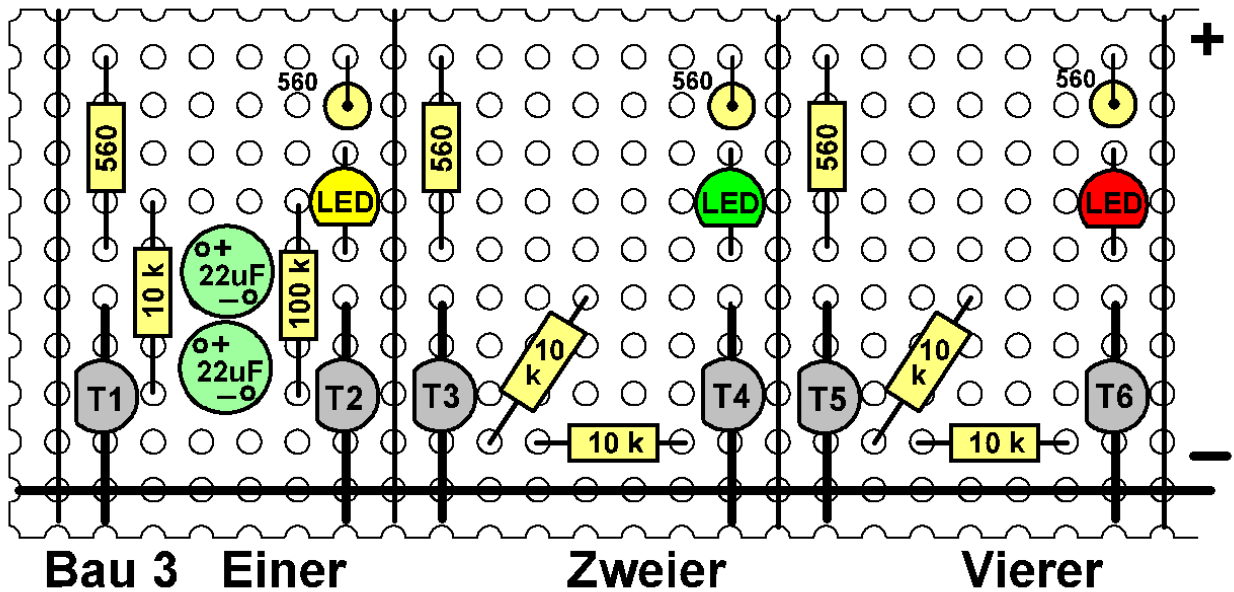 +
560
560
560
560
560
560
LED
LED
LED
o+
22uF
–o
10 k
100 k
10
k
10
k
o+
22uF
–o
T1
T2
T3
T4
T5
T6
10 k
10 k
–
Bau 3 Einer Zweier Vierer